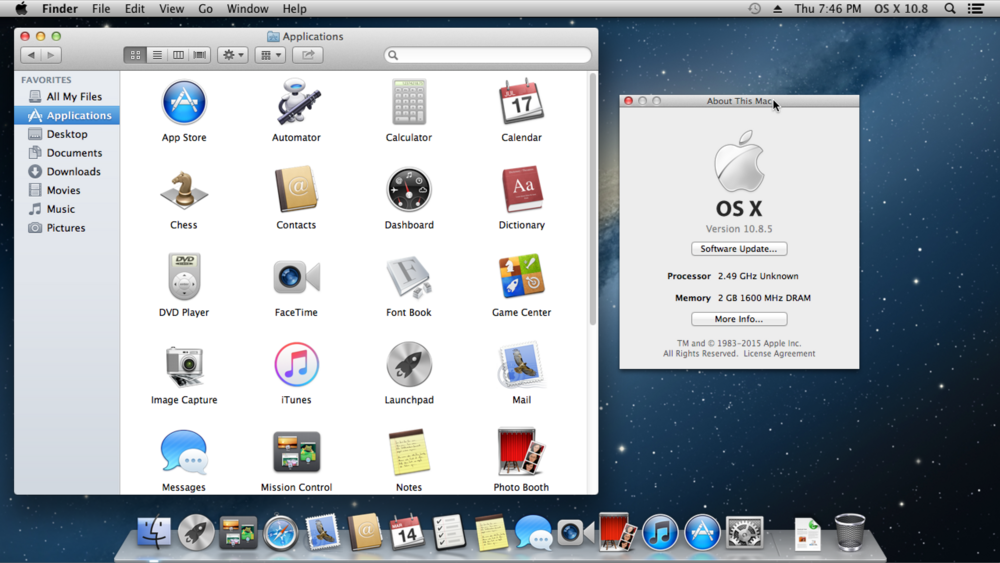 Finder File Edit View Go Window Help Thu 7:46 PM OS X 10.8
Applications
FAVORITES
All My Files
Applications
Desktop
Documents
Downloads
Movies
Music
Pictures
App Store Automator Calculator Calendar
JUL
17
Chess Contacts Dashboard Dictionary
@
Aa
DVD
DVD Player FaceTime Font Book Game Center
F
Image Capture iTunes Launchpad Mail
Messages Mission Control Notes Photo Booth
About This Mac
OS X
Version 10.8.5
Software Update...
Processor 2.49 GHz Unknown
Memory 2 GB 1600 MHz DRAM
More Info...
TM and © 1983-2015 Apple Inc.
All Rights Reserved. License Agreement
@
MAR
14